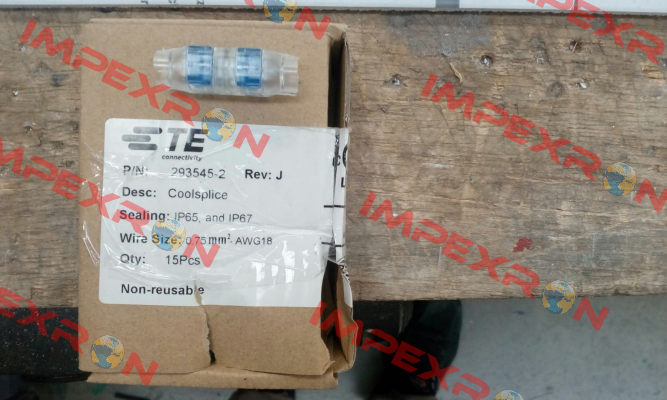 TE
connectivity
P/N: 293545-2 Rev: J
Desc: Coolsplice
Sealing: IP65, and IP67
Wire Size: 0.75mm²- AWG18
Qty: 15Pcs
Non-reusable
IMPEXRON
IMPEXRON
IMPEXRON
IMPEXRON
IMPEXRON
IMPEXRON